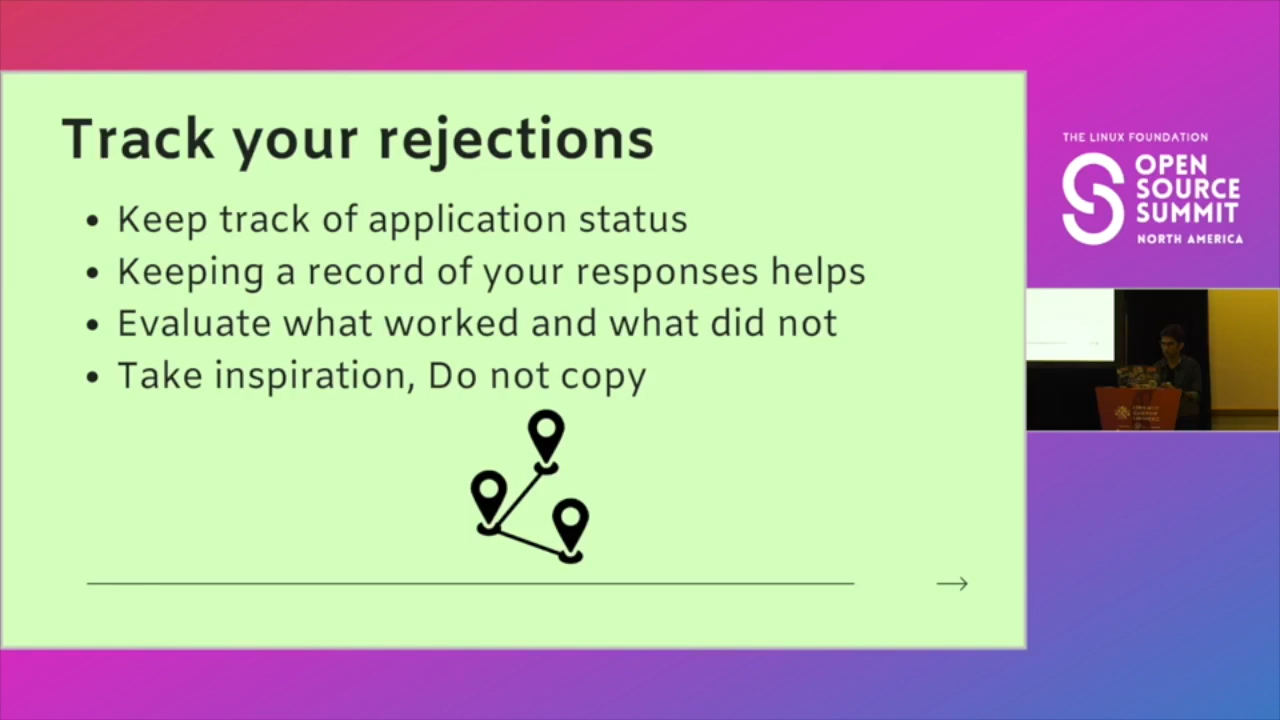 Track your rejections
• Keep track of application status
• Keeping a record of your responses helps
• Evaluate what worked and what did not
• Take inspiration, Do not copy
THE LINUX FOUNDATION
OPEN
SOURCE
SUMMIT
NORTH AMERICA